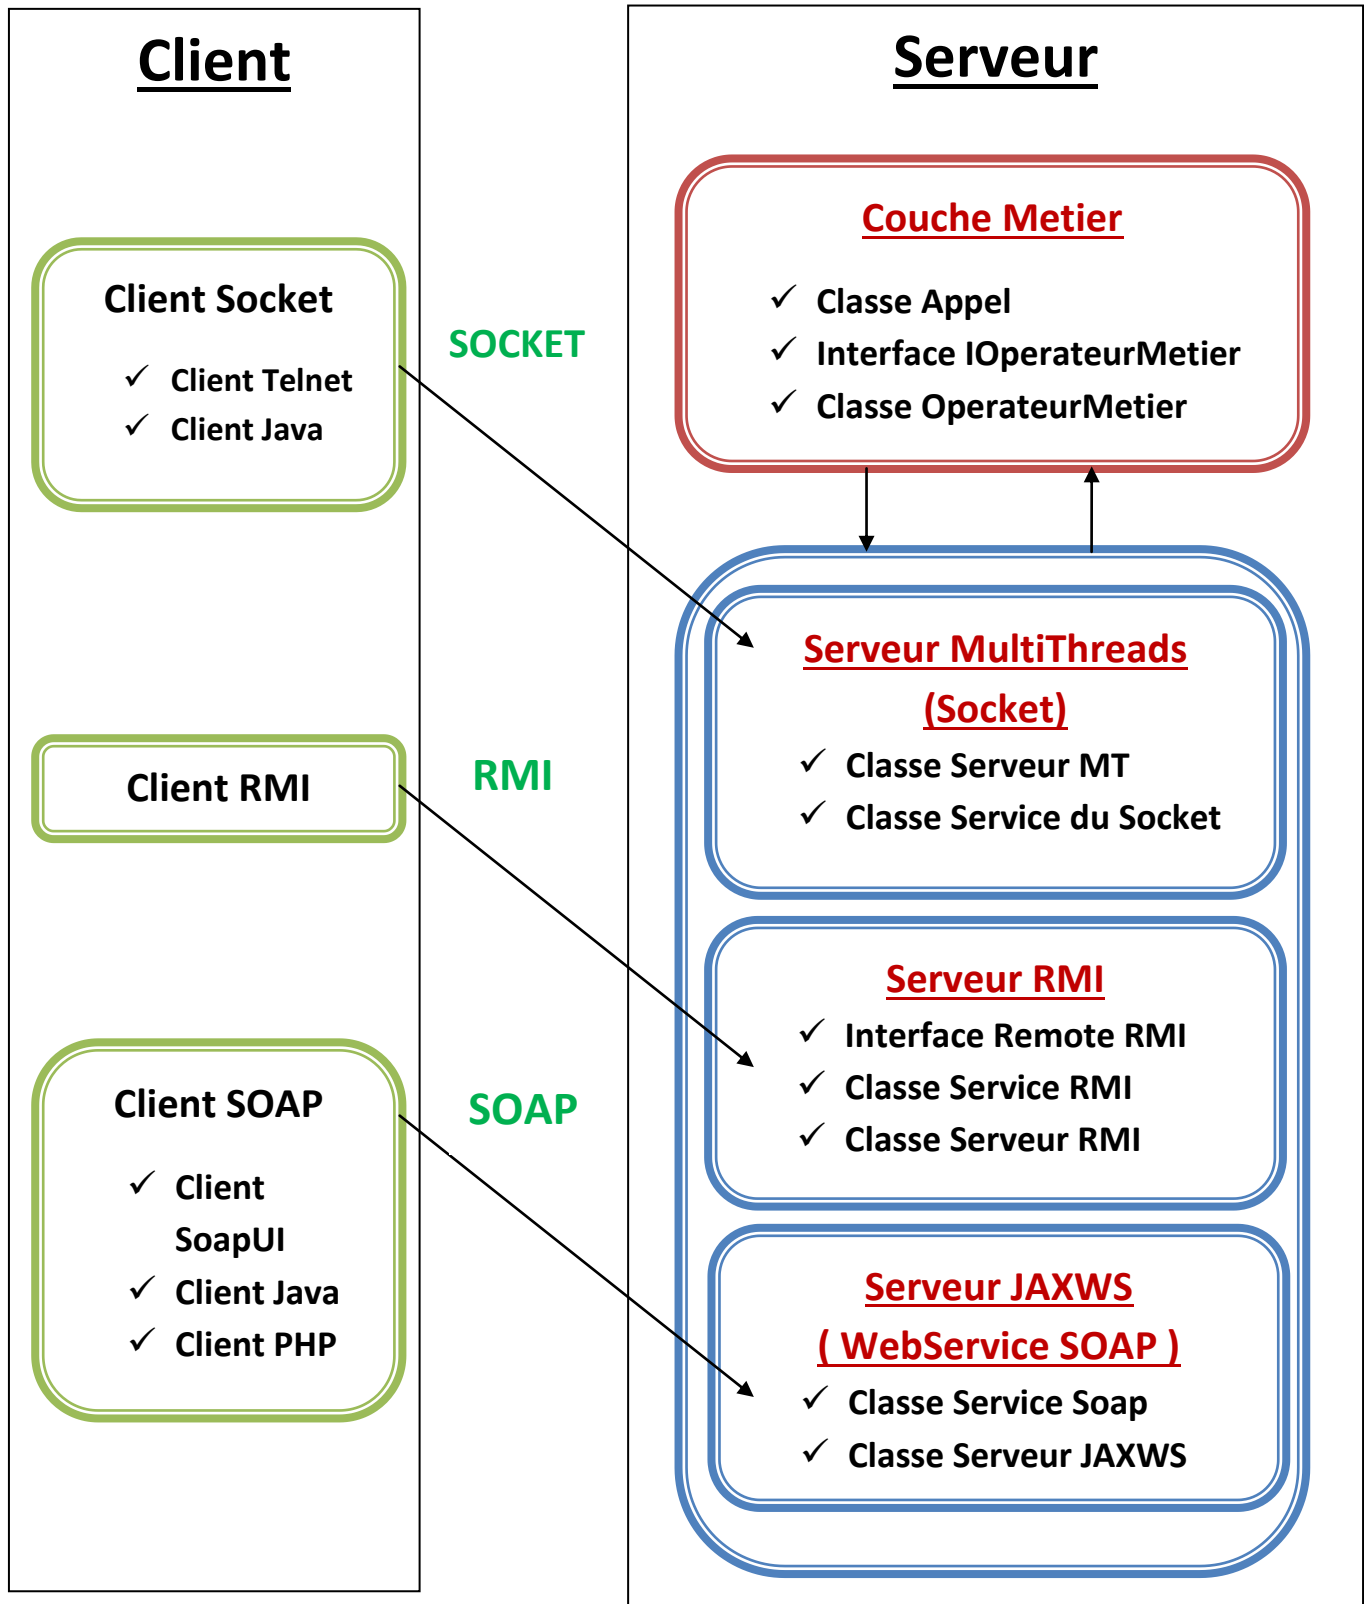 Client
Client Socket
✓ Client Telnet
✓ Client Java
Client RMI
Client SOAP
✓ Client
SoapUI
✓ Client Java
✓ Client PHP
SOCKET
RMI
SOAP
Serveur
Couche Metier
✓ Classe Appel
✓ Interface IOperateurMetier
✓ Classe OperateurMetier
Serveur MultiThreads
(Socket)
✓ Classe Serveur MT
✓ Classe Service du Socket
Serveur RMI
✓ Interface Remote RMI
✓ Classe Service RMI
✓ Classe Serveur RMI
Serveur JAXWS
( WebService SOAP )
✓ Classe Service Soap
✓ Classe Serveur JAXWS